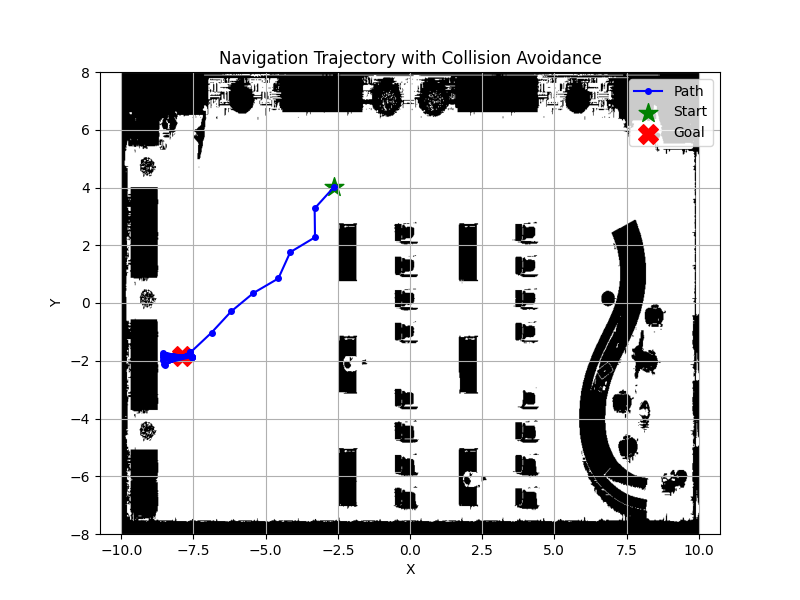 Navigation Trajectory with Collision Avoidance
Path
Start
Goal
8
6
4
2
0
−2
−4
−6
−8
Y
−10.0 −7.5 −5.0 −2.5 0.0 2.5 5.0 7.5 10.0
X